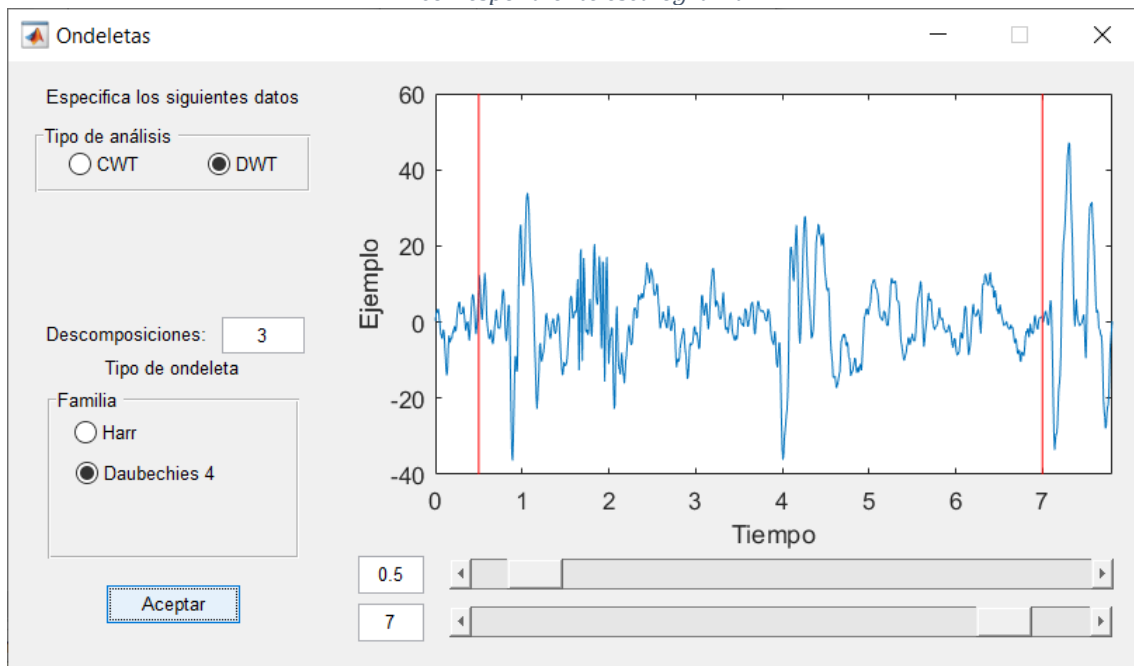 Ondeletas
Especifica los siguientes datos
Tipo de análisis
CWT
DWT
Descomposiciones:
3
Tipo de ondeleta
Familia
Harr
Daubechies 4
Aceptar
60
40
20
0
-20
-40
Ejemplo
0 1 2 3 4 5 6 7
Tiempo
0.5
7